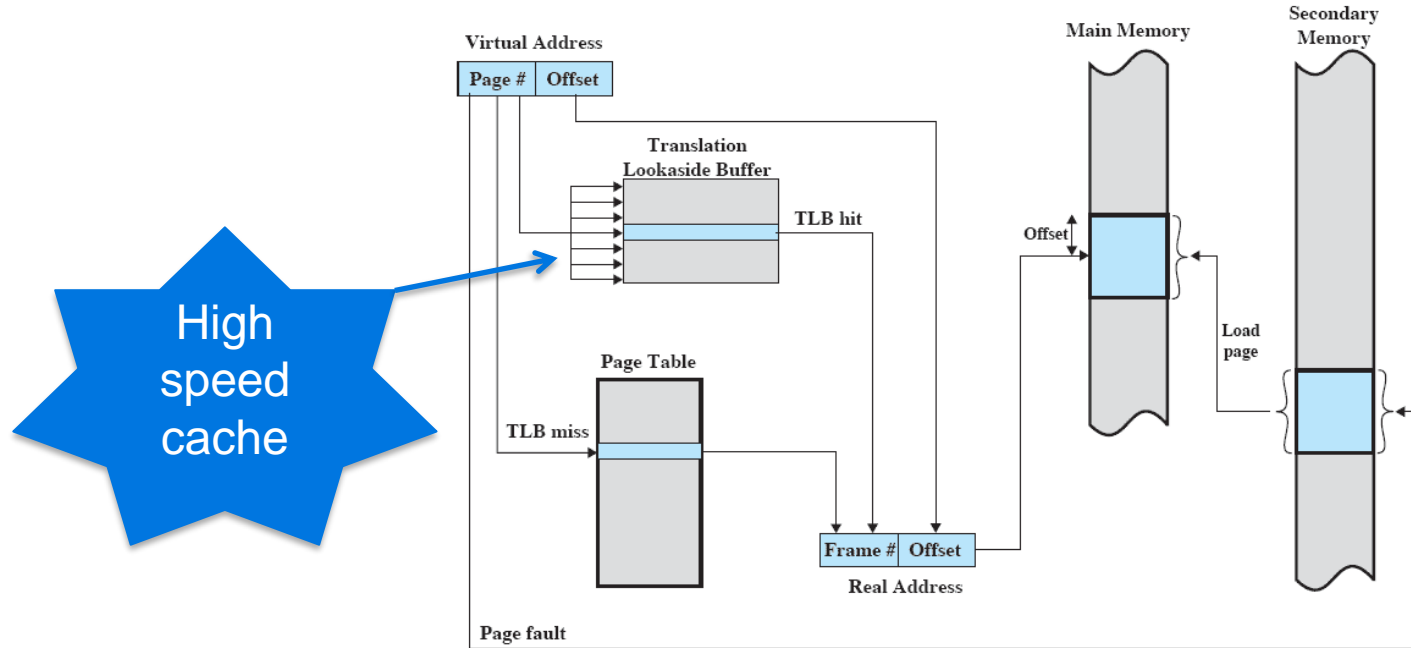 Secondary
Memory
Main Memory
Virtual Address
Page #
Offset
Translation
Lookaside Buffer
TLB hit
Offset
High
speed
cache
Load
page
Page Table
TLB miss
Frame #
Offset
Real Address
Page fault